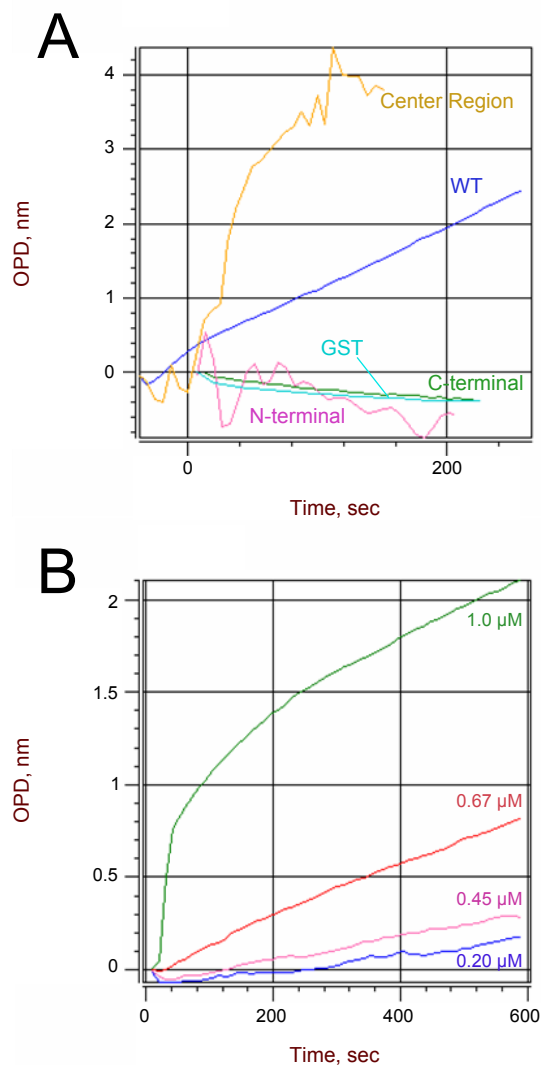 A
4
3
2
1
0
OPD, nm
Center Region
WT
GST
C-terminal
N-terminal
0 200
Time, sec
B
2
1.5
1
0.5
0
OPD, nm
1.0 µM
0.67 µM
0.45 µM
0.20 µM
0 200 400 600
Time, sec